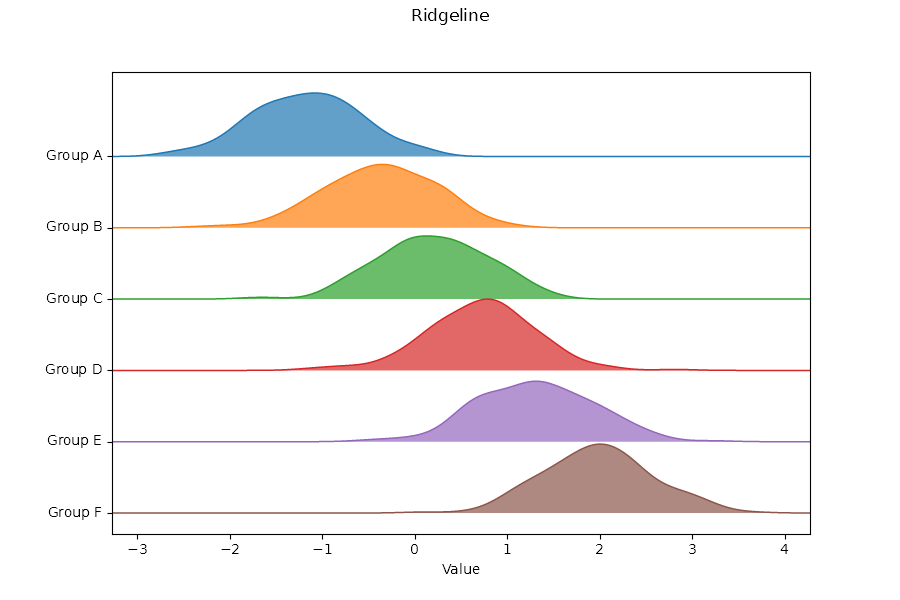 Ridgeline
Group A
Group B
Group C
Group D
Group E
Group F
−3 −2 −1 0 1 2 3 4
Value